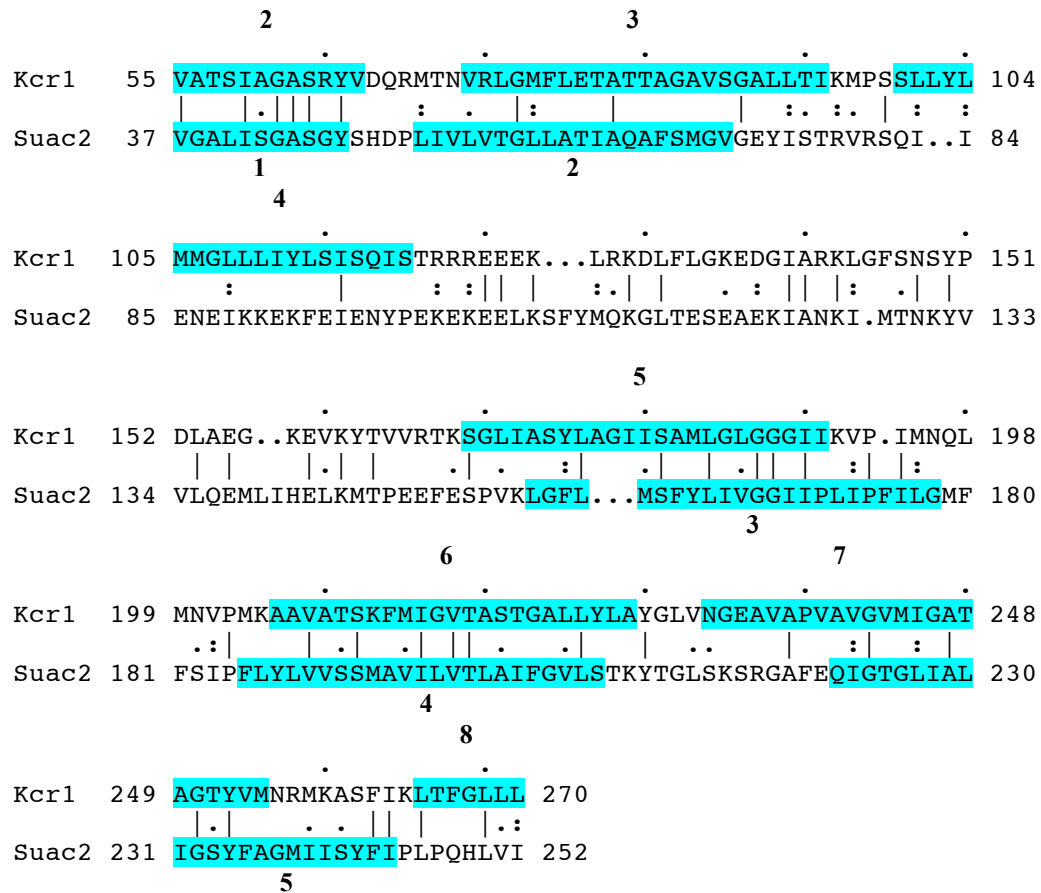 2 3
. . . . .
Kcr1 55 VATSIAGASRYVDQRMTNVRLGMFLETATTAGAVSGALLTIKMPSSLLYL 104
| |.||| | : . |: | | :: :. | : :
Suac2 37 VGALISGASGYSHDPLIVLVTGLLATIAQAFSMGVGEYISTRVRSQI..I 84
1 2
4
. . . . .
Kcr1 105 MMGLLLIYLSISQISTRRREEEK...LRKDLFLGKEDGIARKLGFSNSYP 151
: | : :|| | :.| | . : || |: .| |
Suac2 85 ENEIKKEKFEIENYPEKEKEELKSFYMQKGLTESEAEKIANKI.MTNKYV 133
5
. . . . .
Kcr1 152 DLAEG..KEVKYTVVRTKSGLIASYLAGIISAMLGLGGGIIKVP.IMNQL 198
| | |.| | .| . :| .| | .|| | :| |:
Suac2 134 VLQEMLIHELKMTPEEFESPVKLGFL...MSFYLIVGGIIPLIPFILGMF 180
3
6 7
. . . . .
Kcr1 199 MNVPMKAAVATSKFMIGVTASTGALLYLAYGLVNGEAVAPVAVGVMIGAT 248
.:| | | .| || . .| | .. | :| : |
Suac2 181 FSIPFLYLVVSSMAVILVTLAIFGVLSTKYTGLSKSRGAFEQIGTGLIAL 230
4
8
. .
Kcr1 249 AGTYVMNRMKASFIKLTFGLLL 270
|.| . . || | |.:
Suac2 231 IGSYFAGMIISYFIPLPQHLVI 252
5